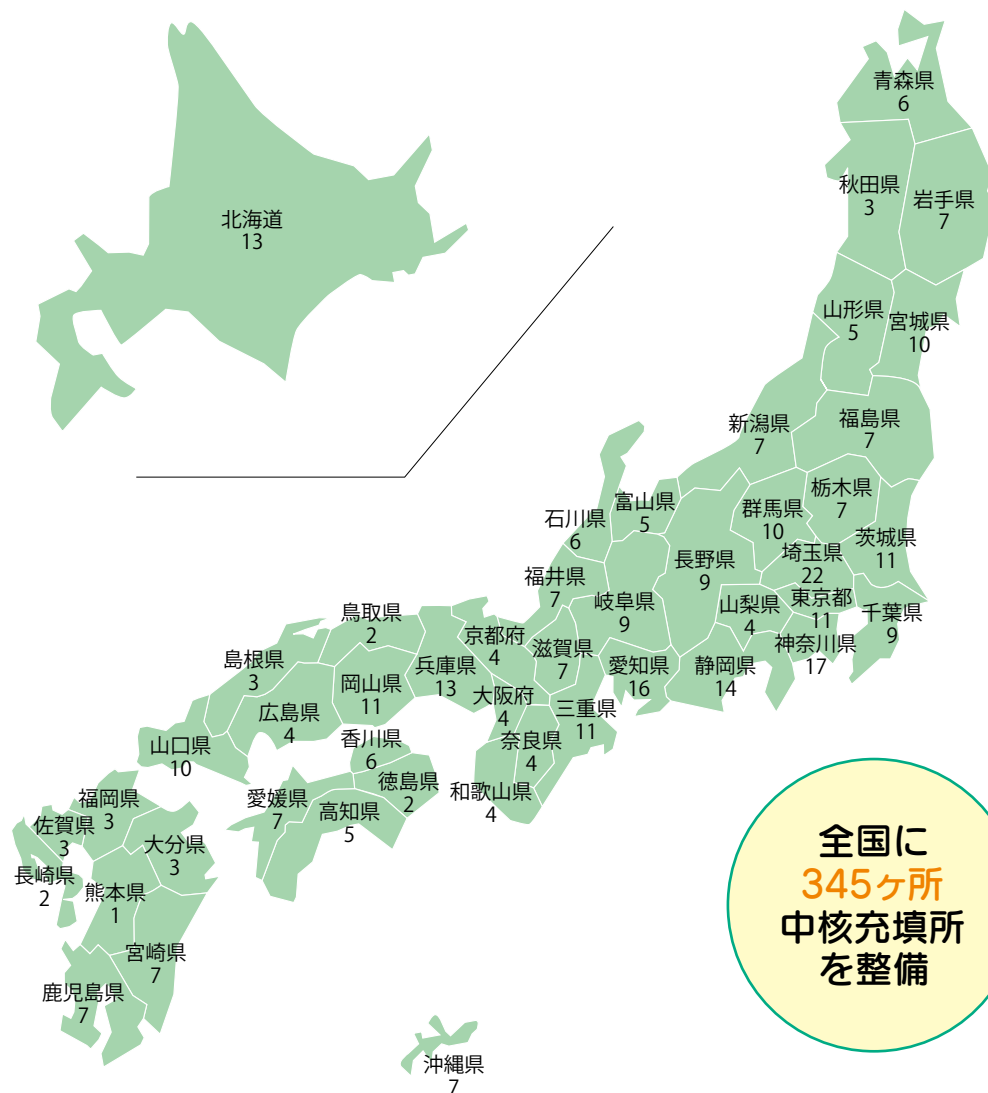 青森県
6
秋田県
3
岩手県
7
北海道
13
山形県
5
宮城県
10
新潟県
7
福島県
7
富山県
5
石川県
6
群馬県
10
栃木県
7
茨城県
11
長野県
9
埼玉県
22
福井県
7
岐阜県
9
山梨県
4
東京都
11
千葉県
9
神奈川県
17
鳥取県
2
京都府
4
滋賀県
7
愛知県
16
静岡県
14
島根県
3
岡山県
11
兵庫県
13
大阪府
4
三重県
11
広島県
4
山口県
10
香川県
6
奈良県
4
徳島県
2
和歌山県
4
愛媛県
7
高知県
5
福岡県
3
佐賀県
3
大分県
3
長崎県
2
熊本県
1
宮崎県
7
鹿児島県
7
沖縄県
7
全国に
345ヶ所
中核充填所
を整備